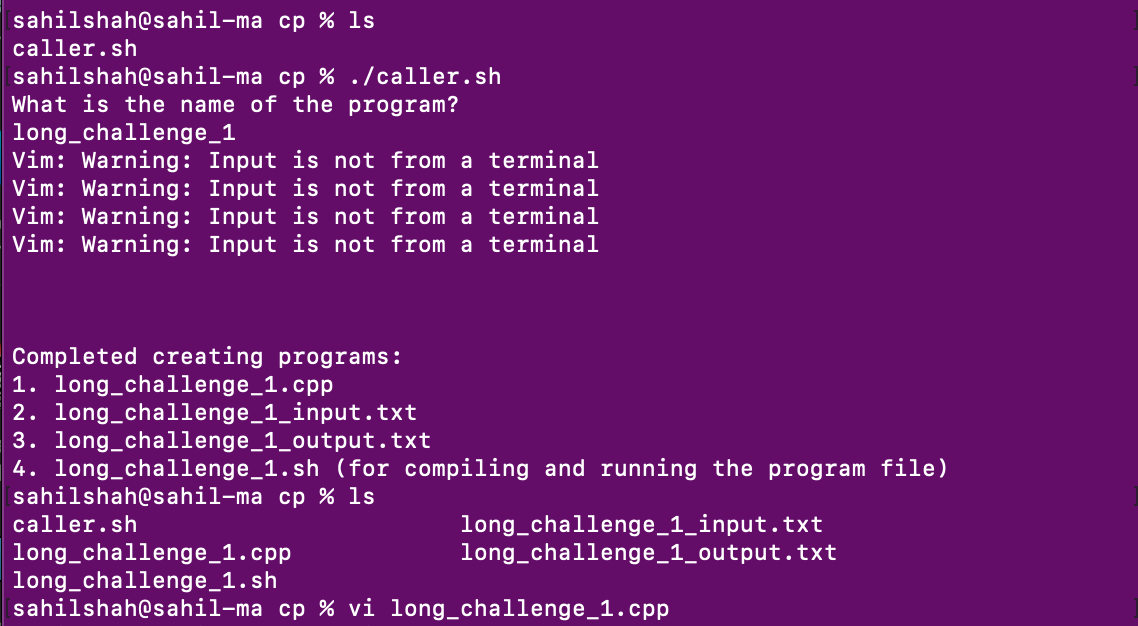 sahilshah@sahil-ma cp % ls
caller.sh
sahilshah@sahil-ma cp % ./caller.sh
What is the name of the program?
long_challenge_1
Vim: Warning: Input is not from a terminal
Vim: Warning: Input is not from a terminal
Vim: Warning: Input is not from a terminal
Vim: Warning: Input is not from a terminal
Completed creating programs:
1. long_challenge_1.cpp
2. long_challenge_1_input.txt
3. long_challenge_1_output.txt
4. long_challenge_1.sh (for compiling and running the program file)
sahilshah@sahil-ma cp % ls
caller.sh long_challenge_1_input.txt
long_challenge_1.cpp long_challenge_1_output.txt
long_challenge_1.sh
sahilshah@sahil-ma cp % vi long_challenge_1.cpp